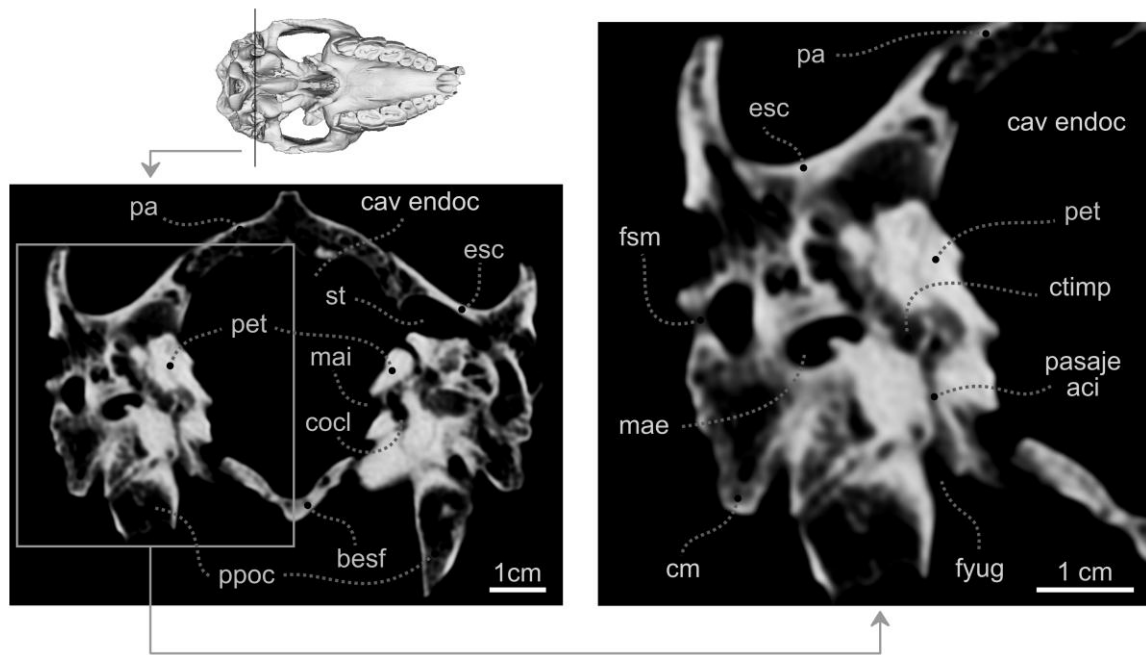 pa
cav endoc
esc
st
pet
mai
cocl
besf
ppoc
1cm
pa
esc
cav endoc
pet
fsm
ctimp
pasaje
aci
mae
cm
fyug
1 cm